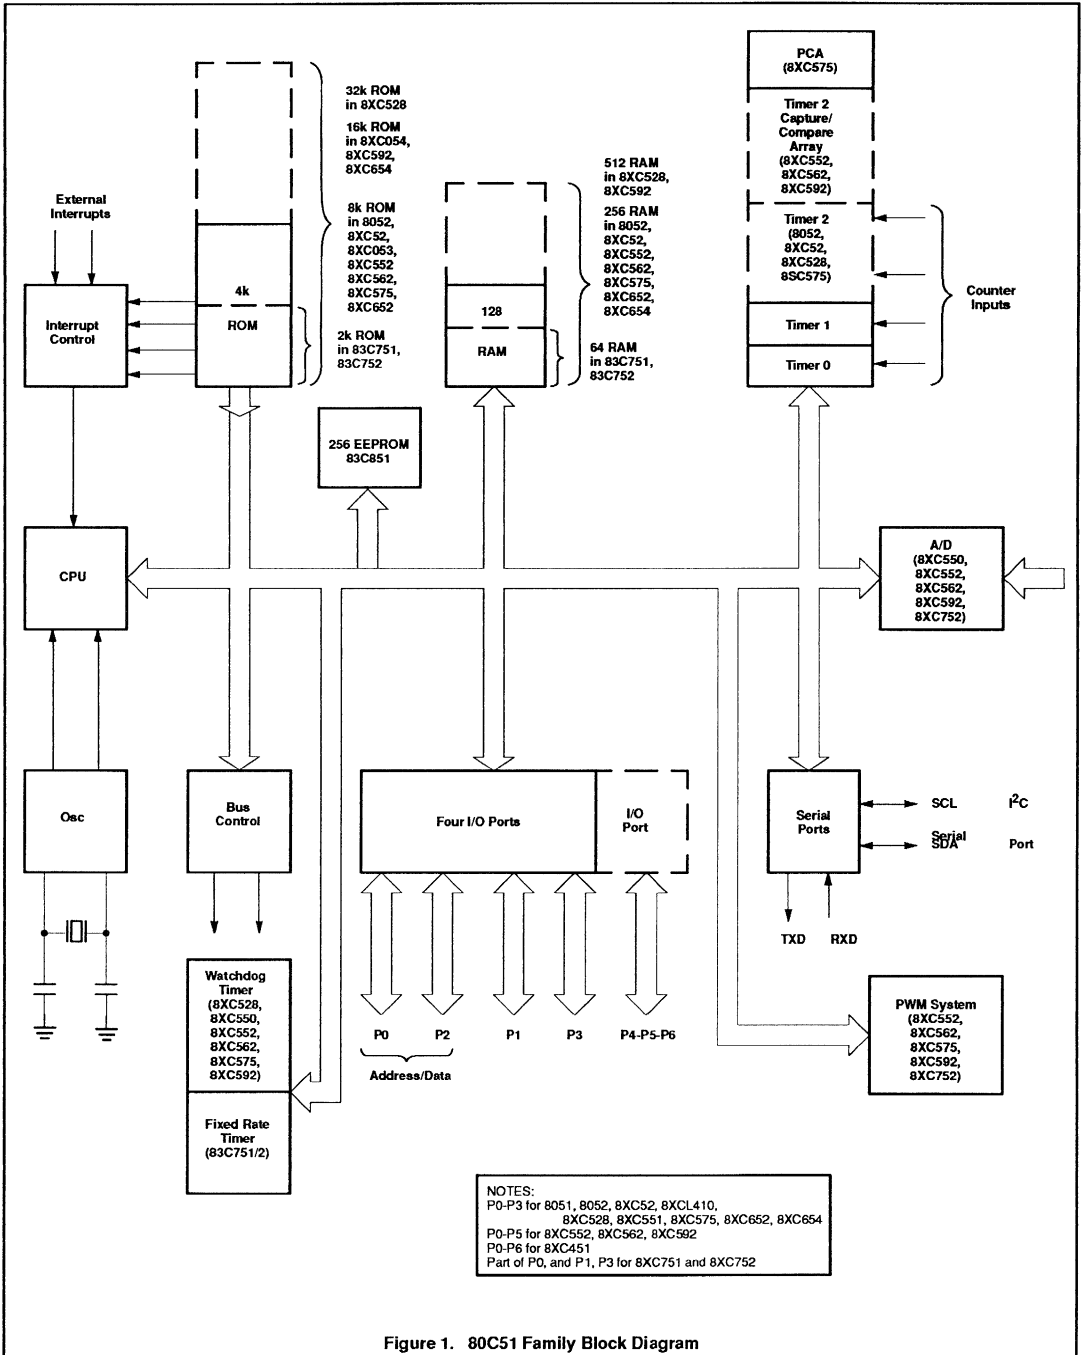 PCA
(8XC575)
Timer 2
Capture/
Compare
Array
(8XC552,
8XC562,
8XC592)
Timer 2
(8052,
8XC52,
8XC528,
8SC575)
Timer 1
Timer 0
Counter
Inputs
32k ROM
in 8XC528
16k ROM
in 8XC054,
8XC592,
8XC654
8k ROM
in 8052,
8XC52,
8XC053,
8XC552
8XC562,
8XC575,
8XC652
2k ROM
in 83C751,
83C752
4k
ROM
External
Interrupts
Interrupt
Control
512 RAM
in 8XC528,
8XC592
256 RAM
in 8052,
8XC52,
8XC552,
8XC562,
8XC575,
8XC652,
8XC654
64 RAM
in 83C751,
83C752
128
RAM
256 EEPROM
83C851
CPU
A/D
(8XC550,
8XC552,
8XC562,
8XC592,
8XC752)
Osc
Bus
Control
Four I/O Ports
I/O
Port
Serial
Ports
SCL I²C
Serial
SDA Port
TXD RXD
Watchdog
Timer
(8XC528,
8XC550,
8XC552,
8XC562,
8XC575,
8XC592)
Fixed Rate
Timer
(83C751/2)
P0 P2 P1 P3 P4-P5-P6
Address/Data
PWM System
(8XC552,
8XC562,
8XC575,
8XC592,
8XC752)
NOTES:
P0-P3 for 8051, 8052, 8XC52, 8XCL410,
8XC528, 8XC551, 8XC575, 8XC652, 8XC654
P0-P5 for 8XC552, 8XC562, 8XC592
P0-P6 for 8XC451
Part of P0, and P1, P3 for 8XC751 and 8XC752
Figure 1. 80C51 Family Block Diagram